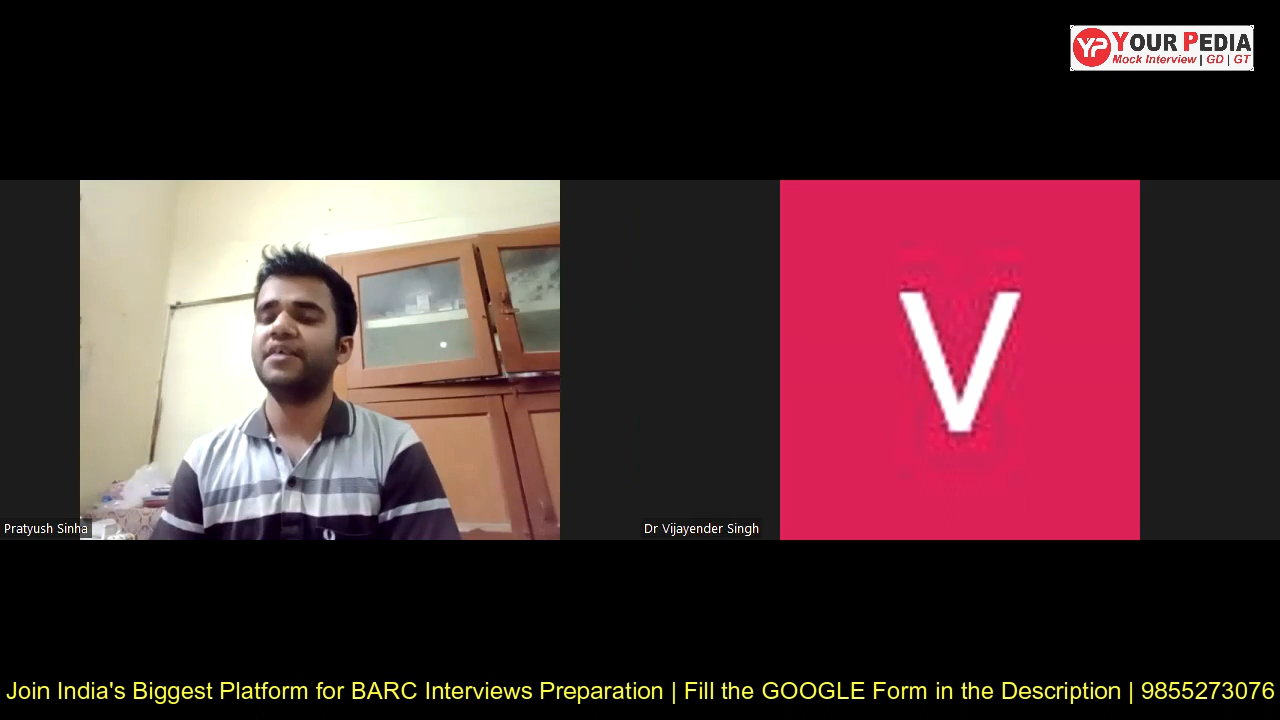 YP YOUR PEDIA
Mock Interview | GD | GT
V
Pratyush Sinha
Dr Vijayender Singh
Join India's Biggest Platform for BARC Interviews Preparation | Fill the GOOGLE Form in the Description | 9855273076